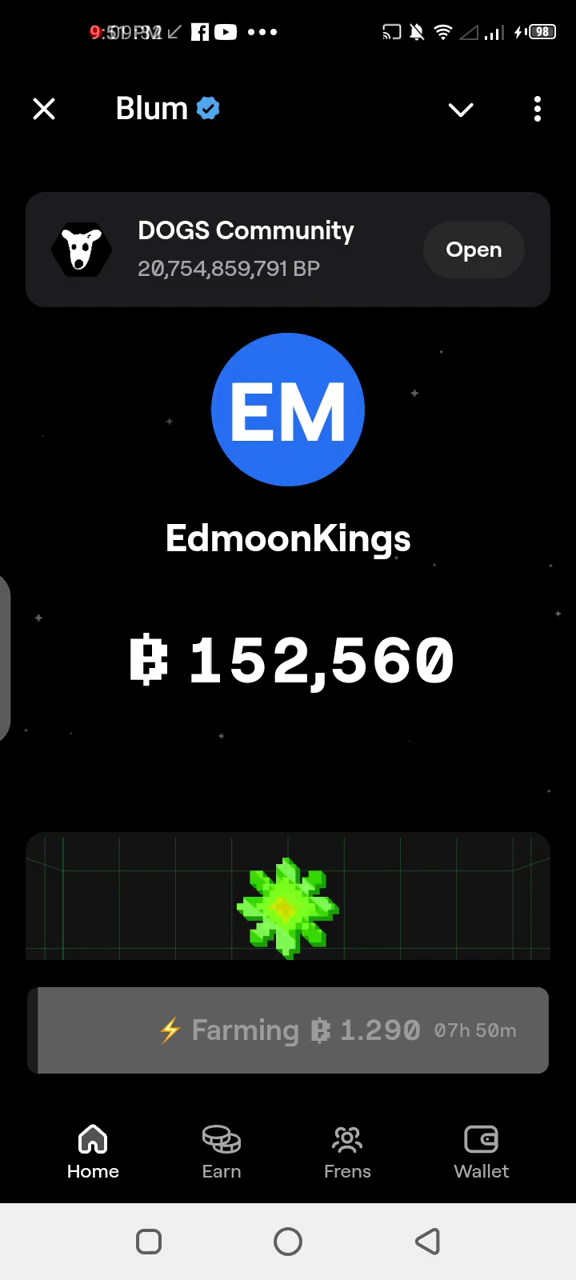 Blum
DOGS Community
20,754,859,791 BP
Open
EM
EdmoonKings
152,560
Farming 1.290 07h 50m
98
Home
Earn
Frens
Wallet